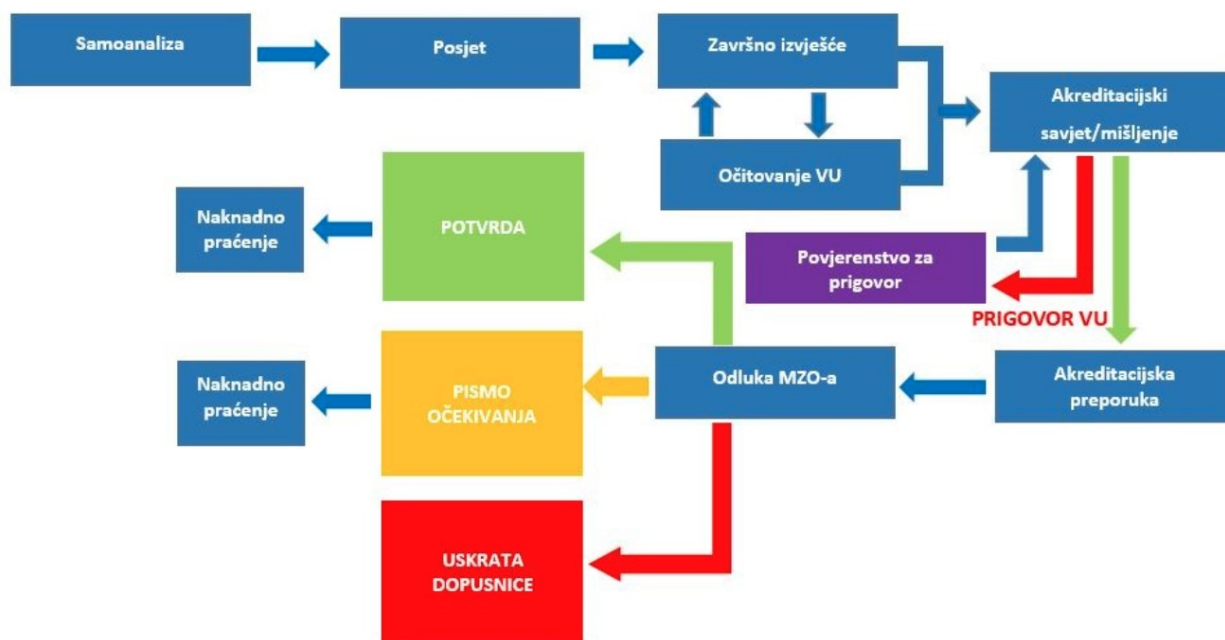 Samoanaliza
Posjet
Završno izvješće
Akreditacijski
savjet/mišljenje
Očitovanje VU
Naknadno
praćenje
POTVRDA
Povjerenstvo za
prigovor
PRIGOVOR VU
Naknadno
praćenje
PISMO
OČEKIVANJA
Odluka MZO-a
Akreditacijska
preporuka
USKRATA
DOPUSNICE